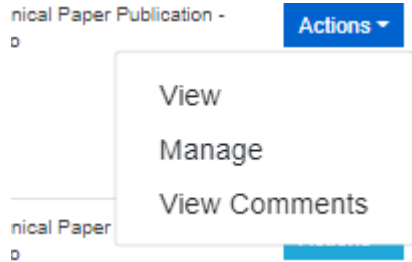 nical Paper Publication -
o
Actions
View
Manage
View Comments
nical Paper
o